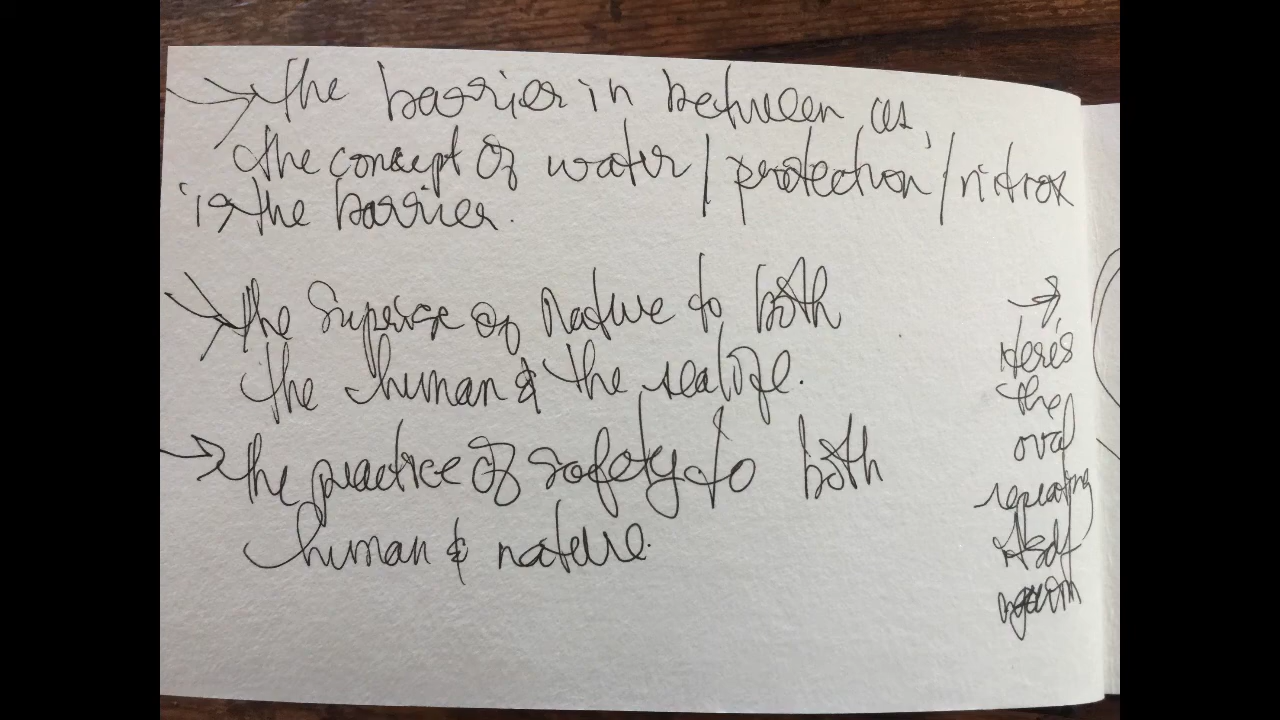 → the barrier in between us,
the concept of water / 'protection' / nitrox
is the barrier.
→ the of nature to both
the human & the sealife.
→ the practice of safety to both
human & nature.
→
Here's
the
oval
repeating
itself
again